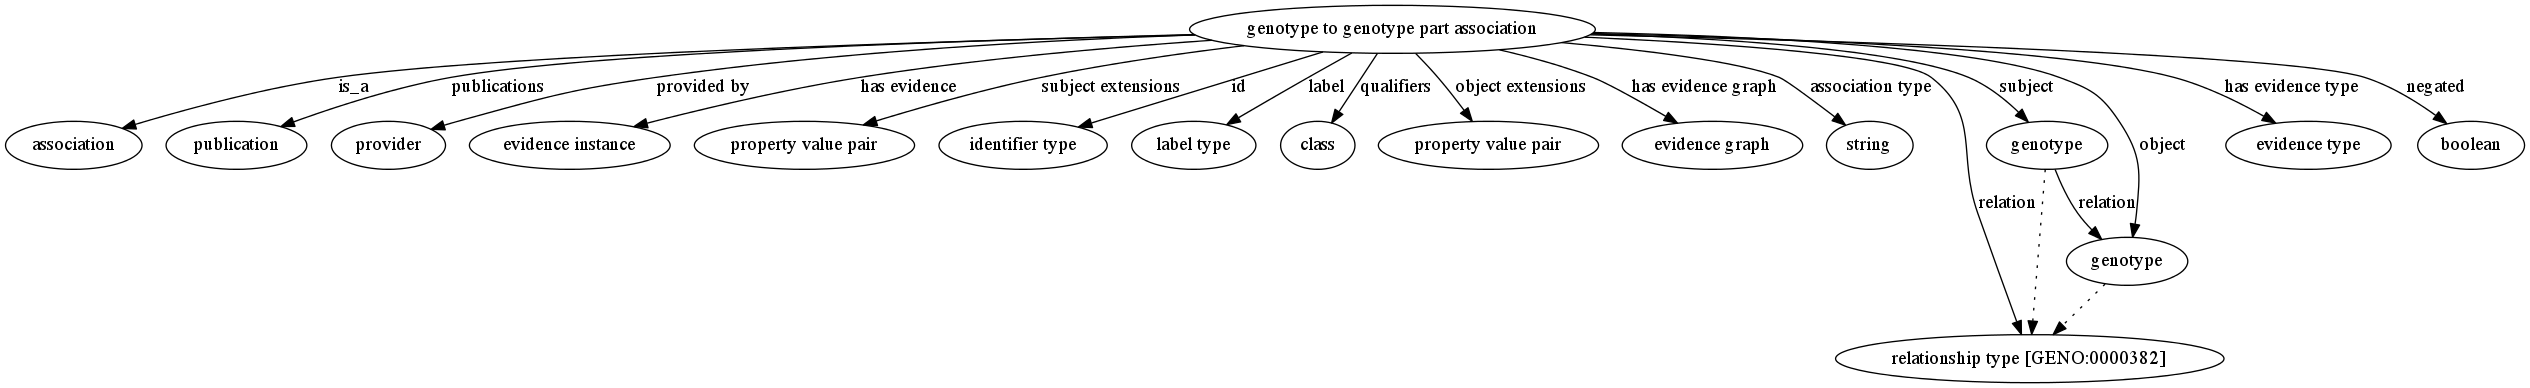 genotype to genotype part association
is_a
publications
provided by
has evidence
subject extensions
id
label
qualifiers
object extensions
has evidence graph
association type
subject
has evidence type
negated
association
publication
provider
evidence instance
property value pair
identifier type
label type
class
property value pair
evidence graph
string
genotype
object
evidence type
boolean
relation
relation
genotype
relationship type [GENO:0000382]